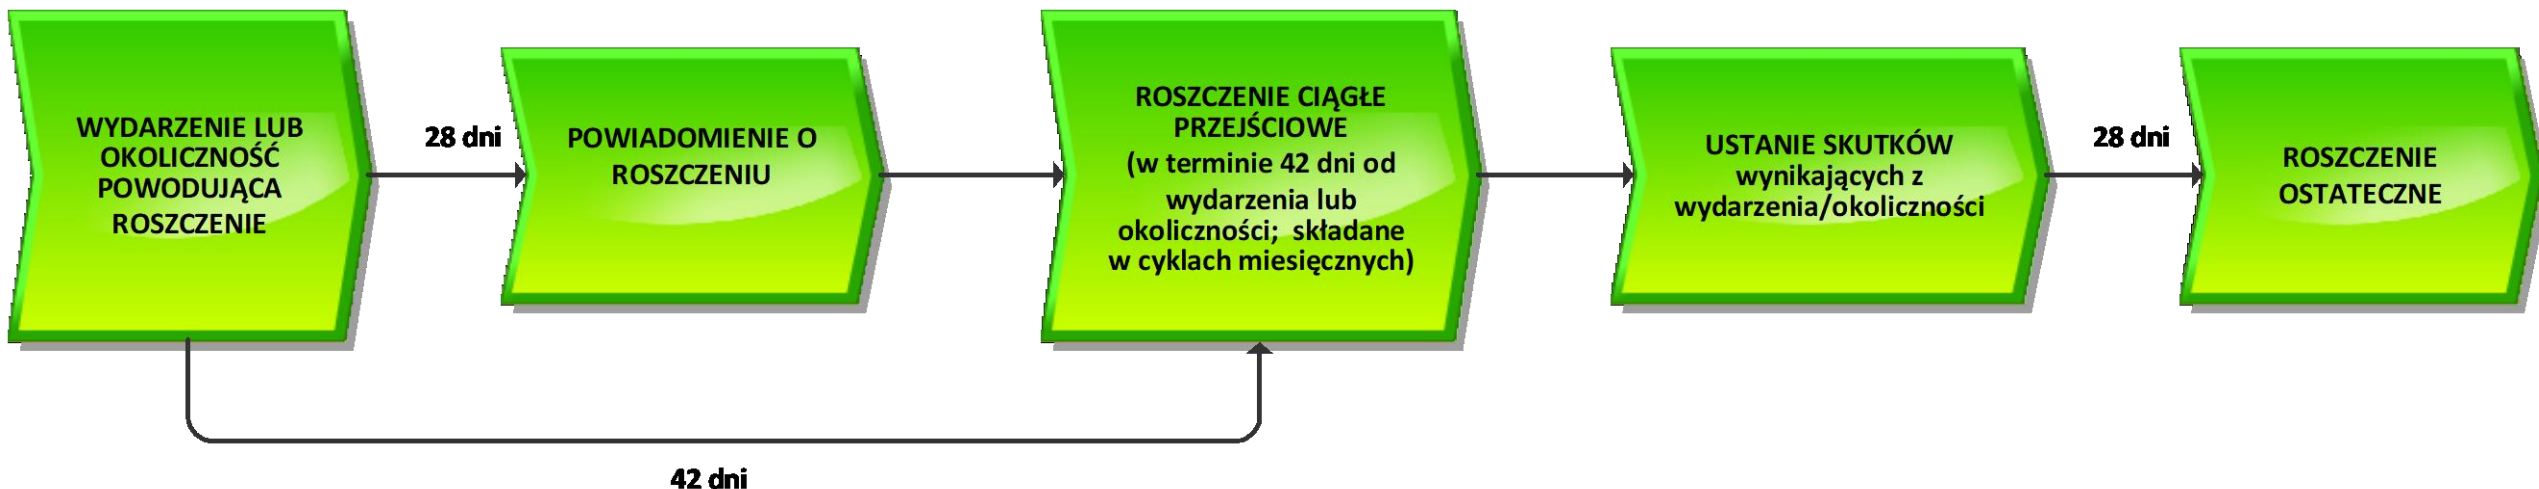 WYDARZENIE LUB
OKOLICZNOŚĆ
POWODUJĄCA
ROSZCZENIE
28 dni
POWIADOMIENIE O
ROSZCZENIU
ROSZCZENIE CIĄGŁE
PRZEJŚCIOWE
(w terminie 42 dni od
wydarzenia lub
okoliczności; składane
w cyklach miesięcznych)
USTANIE SKUTKÓW
wynikających z
wydarzenia/okoliczności
28 dni
ROSZCZENIE
OSTATECZNE
42 dni